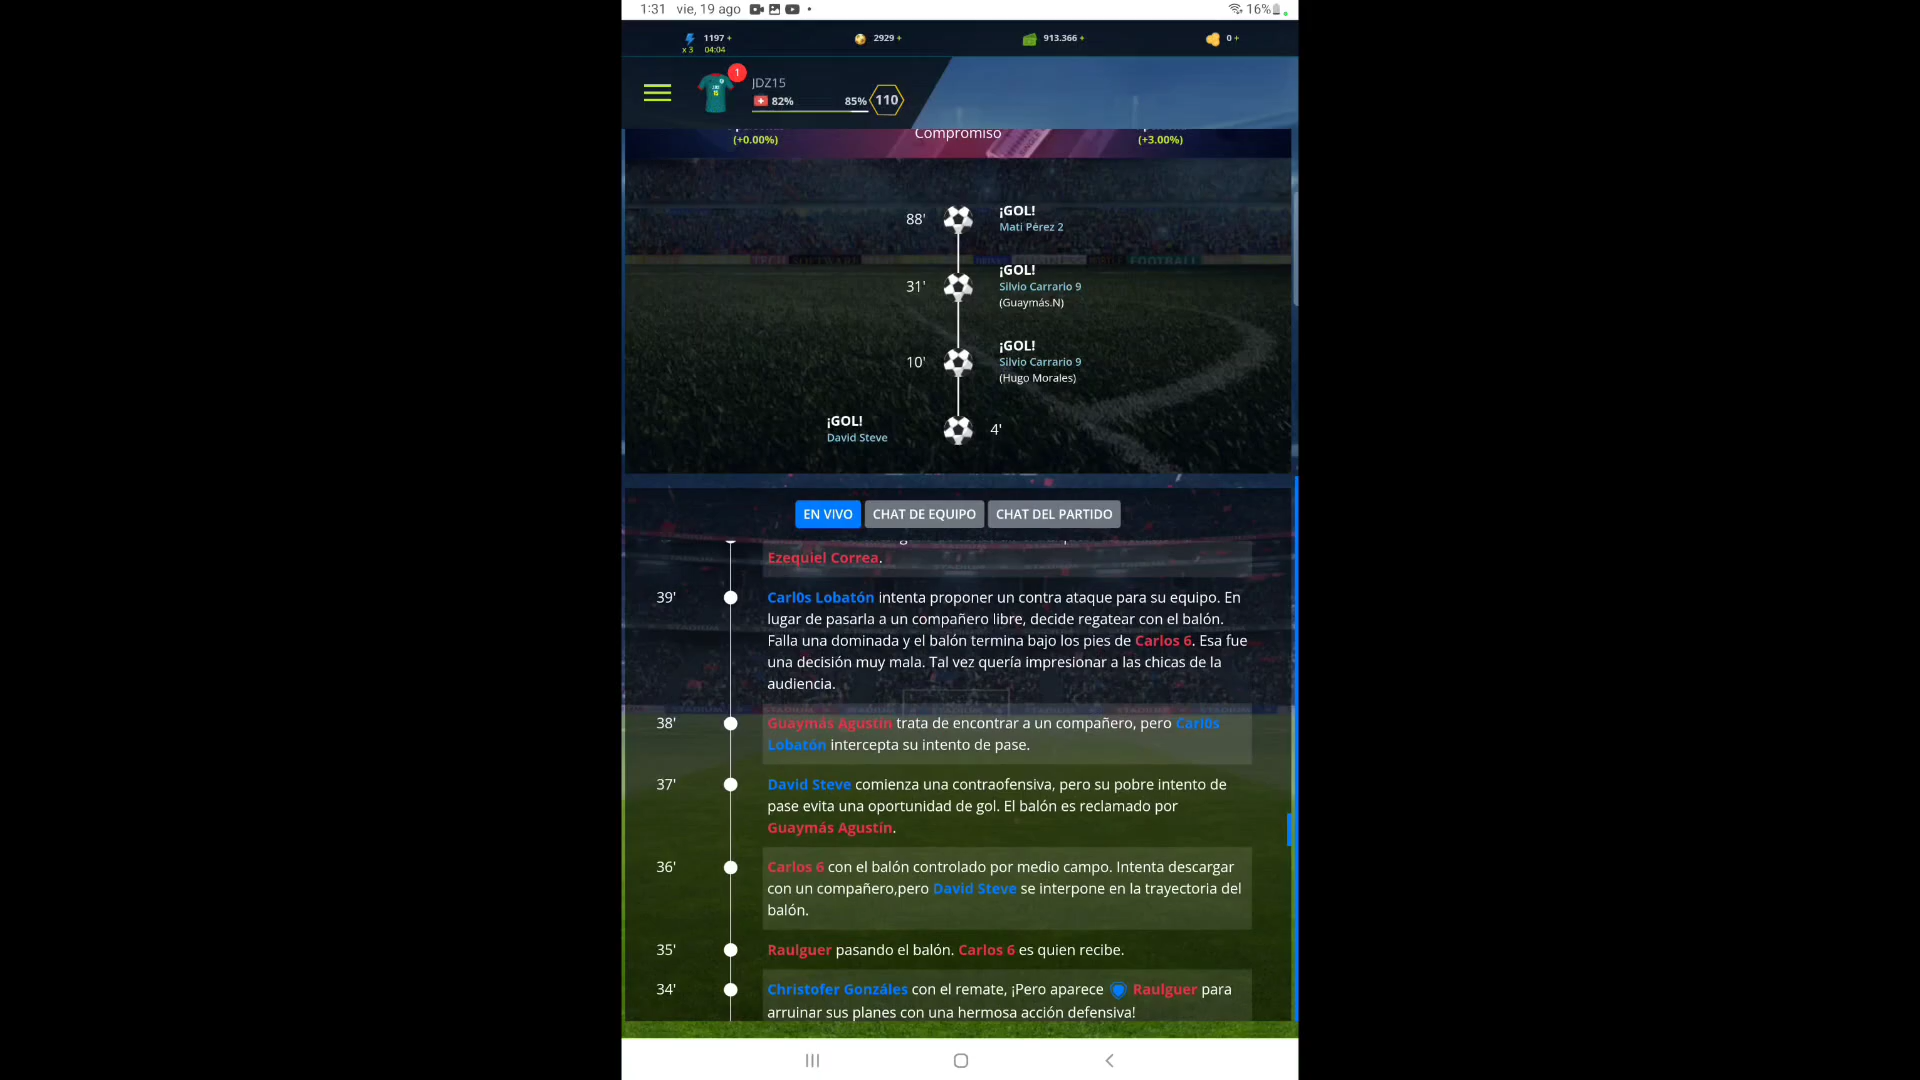 1:31 vie, 19 ago
16%
1197 +
x 3 04:04
2929 +
913.366 +
0 +
1
JDZ15
82% 85% 110
Compromiso
(+0.00%) (+3.00%)
88' ¡GOL!
Mati Pérez 2
31' ¡GOL!
Silvio Carrario 9
(Guaymás.N)
10' ¡GOL!
Silvio Carrario 9
(Hugo Morales)
¡GOL! 4'
David Steve
EN VIVO CHAT DE EQUIPO CHAT DEL PARTIDO
Ezequiel Correa.
39' Carl0s Lobatón intenta proponer un contra ataque para su equipo. En
lugar de pasarla a un compañero libre, decide regatear con el balón.
Falla una dominada y el balón termina bajo los pies de Carlos 6. Esa fue
una decisión muy mala. Tal vez quería impresionar a las chicas de la
audiencia.
38' Guaymás Agustín trata de encontrar a un compañero, pero Carl0s
Lobatón intercepta su intento de pase.
37' David Steve comienza una contraofensiva, pero su pobre intento de
pase evita una oportunidad de gol. El balón es reclamado por
Guaymás Agustín.
36' Carlos 6 con el balón controlado por medio campo. Intenta descargar
con un compañero,pero David Steve se interpone en la trayectoria del
balón.
35' Raulguer pasando el balón. Carlos 6 es quien recibe.
34' Christofer Gonzáles con el remate, ¡Pero aparece Raulguer para
arruinar sus planes con una hermosa acción defensiva!